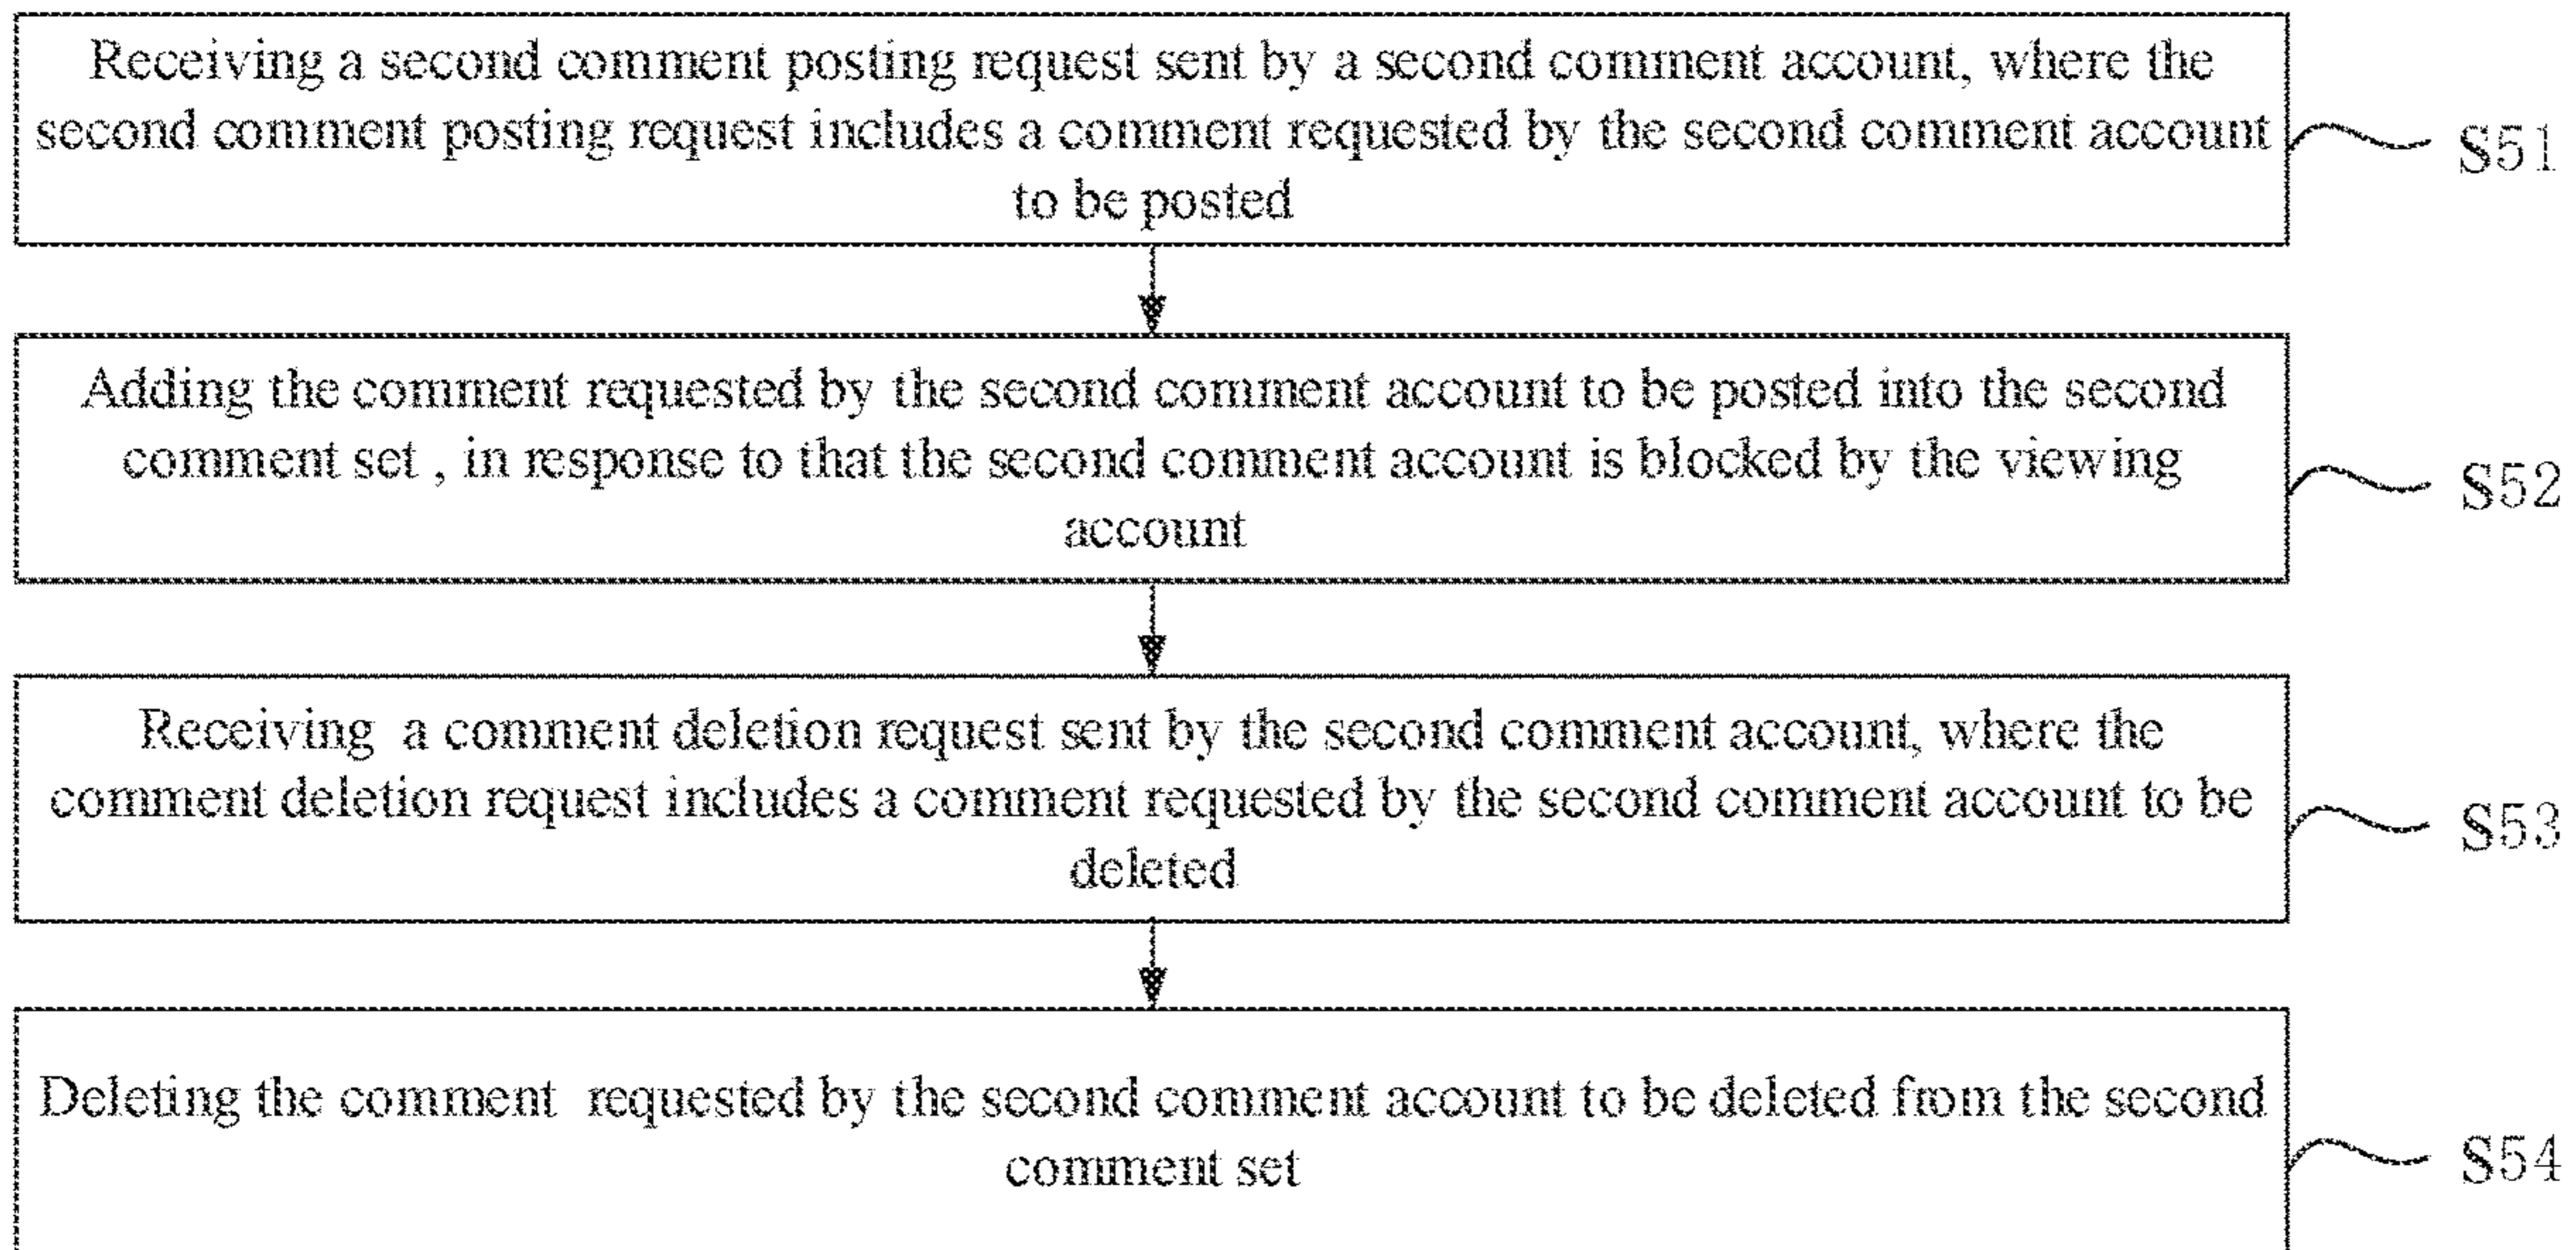 Receiving a second comment posting request sent by a second comment account, where the
second comment posting request includes a comment requested by the second comment account
to be posted
S51
Adding the comment requested by the second comment account to be posted into the second
comment set , in response to that the second comment account is blocked by the viewing
account
S52
Receiving a comment deletion request sent by the second comment account, where the
comment deletion request includes a comment requested by the second comment account to be
deleted
S53
Deleting the comment requested by the second comment account to be deleted from the second
comment set
S54